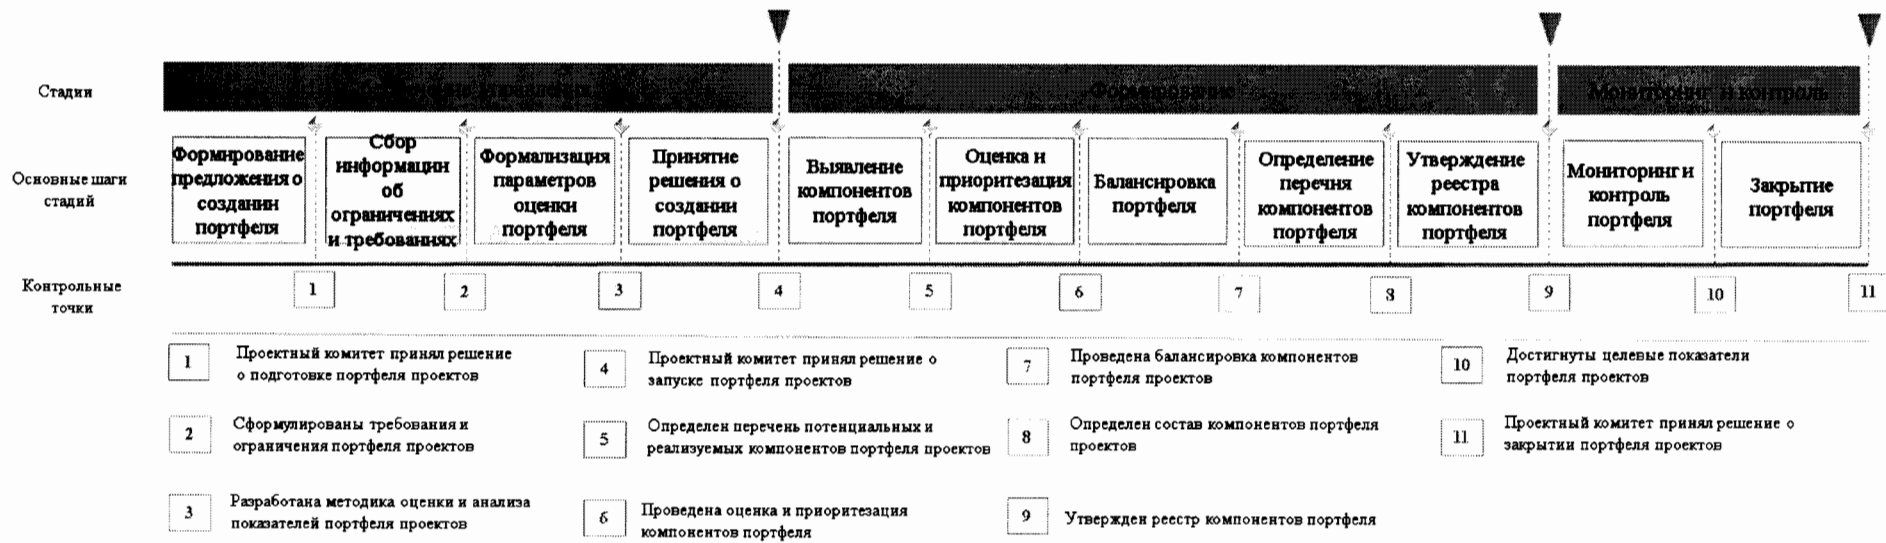 Стадии
Формирование
Мониторинг и контроль
Основные шаги
стадий
Формирование
предложения о
создании
портфеля
Сбор
информации
об
ограничениях
и требованиях
Формализация
параметров
оценки
портфеля
Принятие
решения о
создании
портфеля
Выявление
компонентов
портфеля
Оценка и
приоритезация
компонентов
портфеля
Балансировка
портфеля
Определение
перечня
компонентов
портфеля
Утверждение
реестра
компонентов
портфеля
Мониторинг и
контроль
портфеля
Закрытие
портфеля
Контрольные
точки
1
2
3
4
5
6
7
8
9
10
11
1
Проектный комитет принял решение
о подготовке портфеля проектов
2
Сформулированы требования и
ограничения портфеля проектов
3
Разработана методика оценки и анализа
показателей портфеля проектов
4
Проектный комитет принял решение о
запуске портфеля проектов
5
Определен перечень потенциальных и
реализуемых компонентов портфеля проектов
6
Проведена оценка и приоритезация
компонентов портфеля
7
Проведена балансировка компонентов
портфеля проектов
8
Определен состав компонентов портфеля
проектов
9
Утвержден реестр компонентов портфеля
10
Достигнуты целевые показатели
портфеля проектов
11
Проектный комитет принял решение о
закрытии портфеля проектов